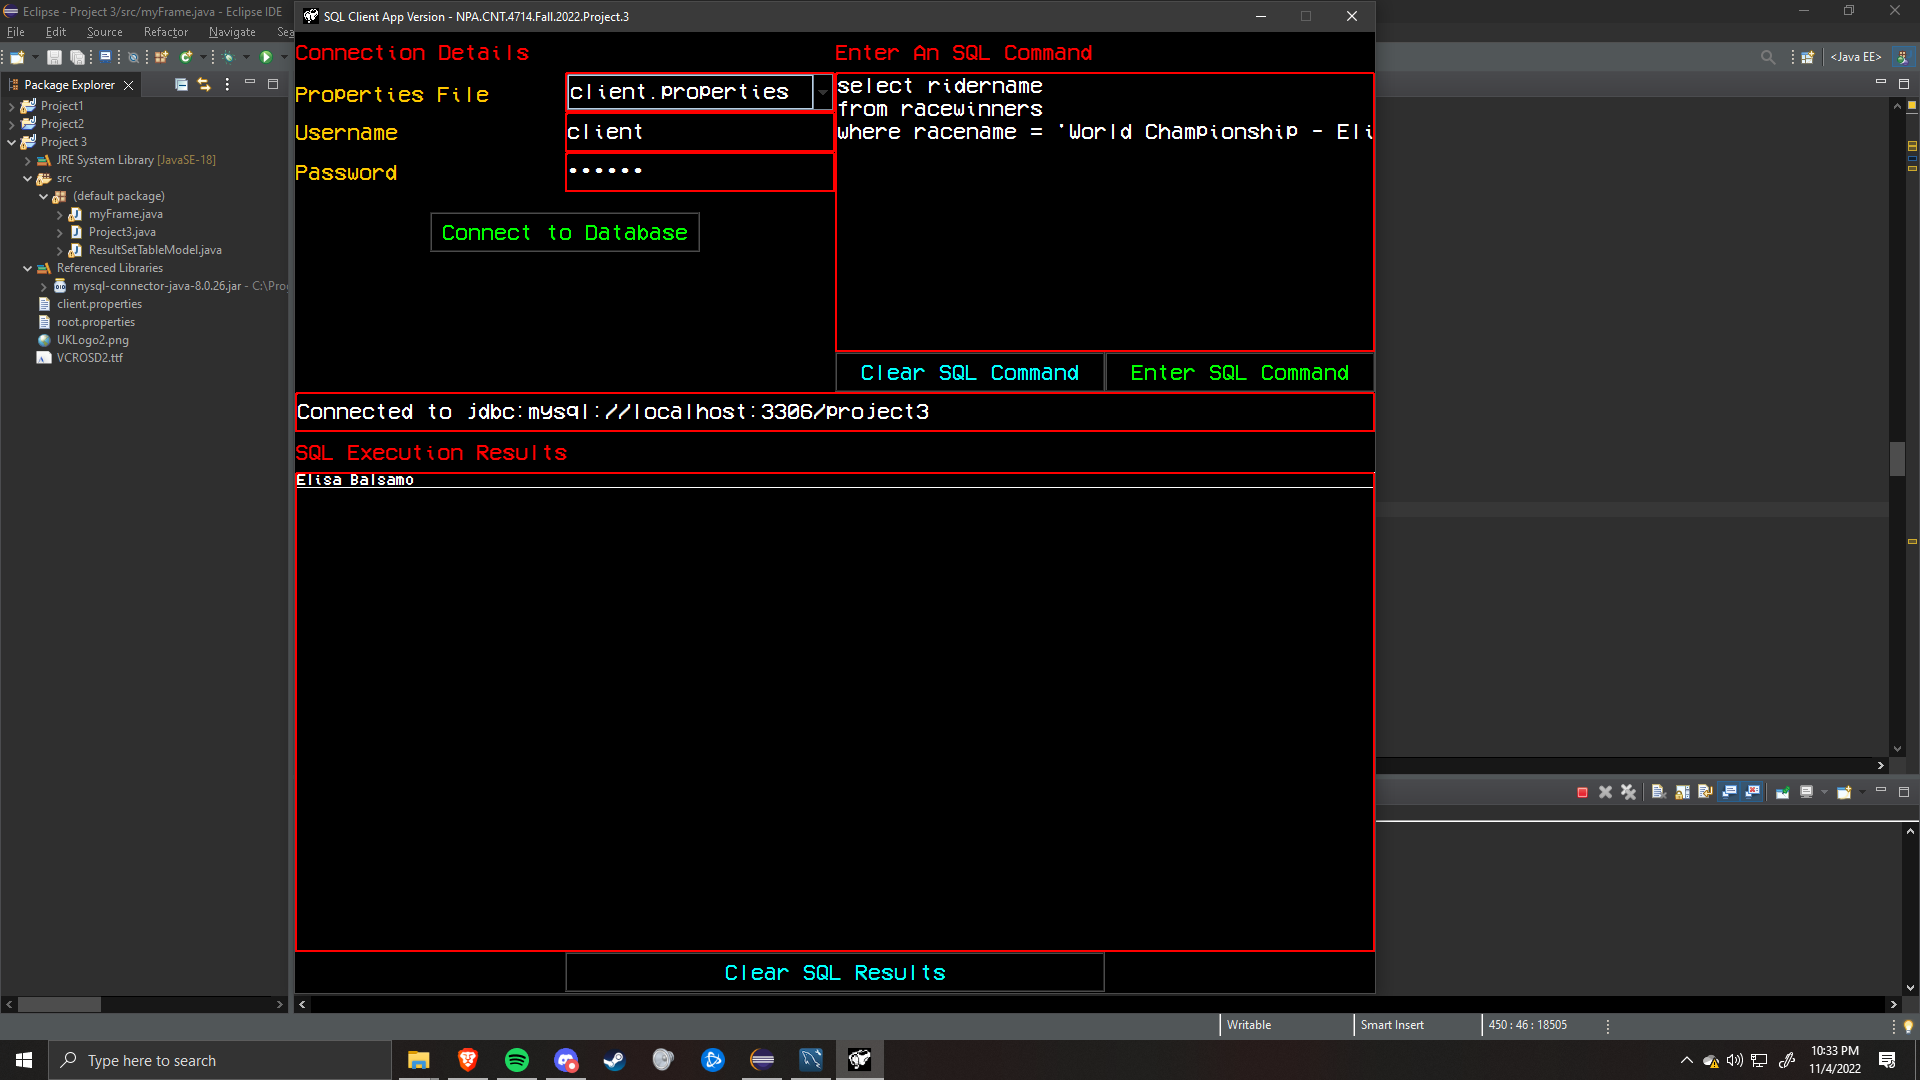 Eclipse - Project 3/src/myFrame.java - Eclipse IDE
File Edit Source Refactor Navigate Sea
<Java EE>
Package Explorer
Project1
Project2
Project 3
JRE System Library [JavaSE-18]
src
(default package)
myFrame.java
Project3.java
ResultSetTableModel.java
Referenced Libraries
mysql-connector-java-8.0.26.jar - C:\Prog
client.properties
root.properties
UKLogo2.png
VCROSD2.ttf
SQL Client App Version - NPA.CNT.4714.Fall.2022.Project.3
Connection Details
Properties File
client.properties
Username
client
Password
••••••
Connect to Database
Enter An SQL Command
select ridername
from racewinners
where racename = 'World Championship - Eli
Clear SQL Command
Enter SQL Command
Connected to jdbc:mysql://localhost:3306/project3
SQL Execution Results
Elisa Balsamo
Clear SQL Results
Writable
Smart Insert
450 : 46 : 18505
Type here to search
10:33 PM
11/4/2022